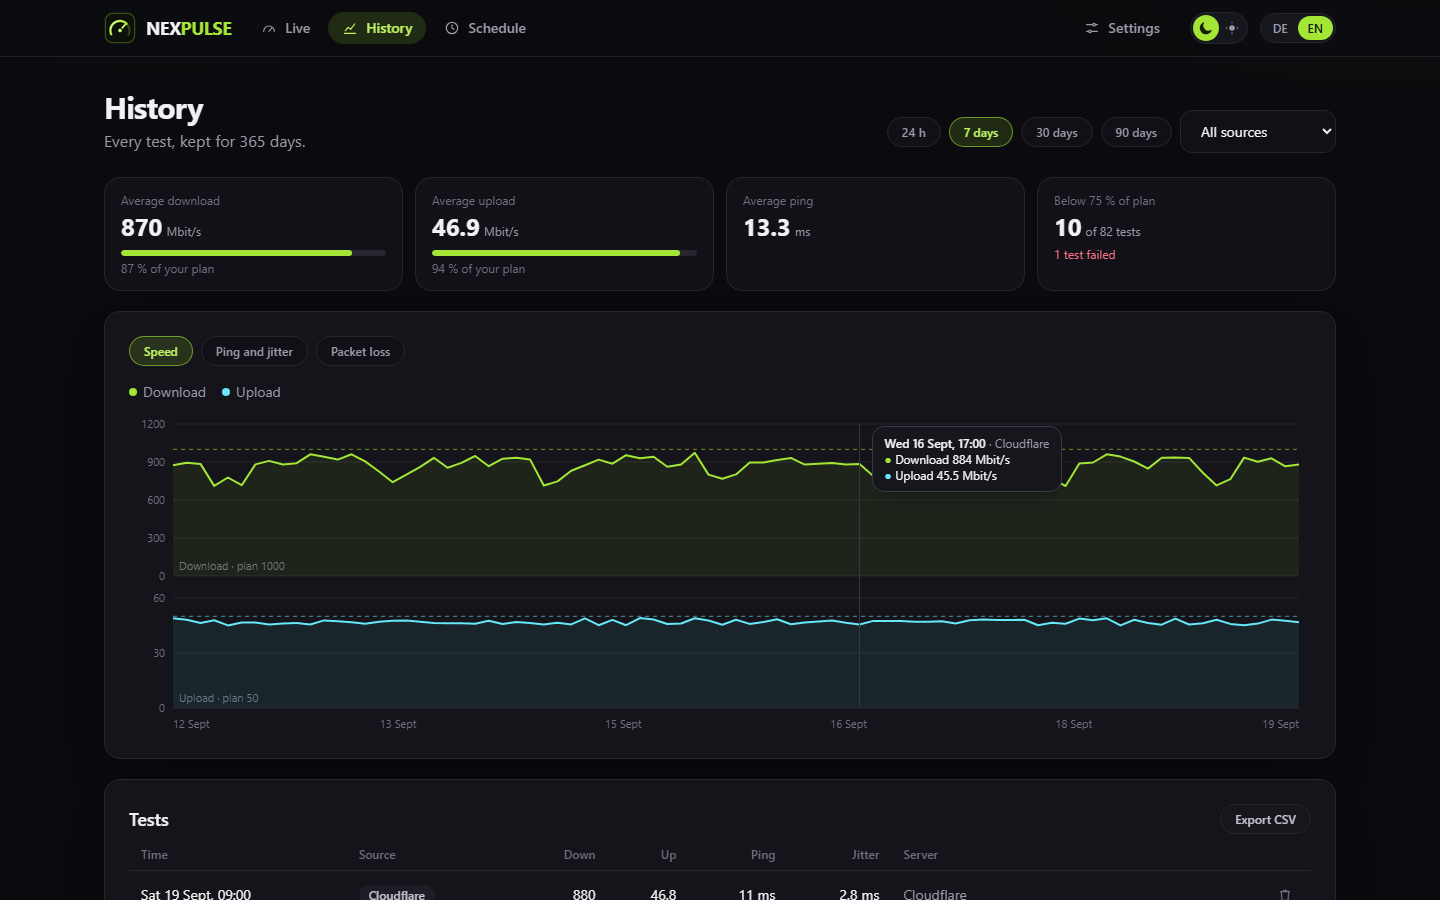 NEXPULSE Live History Schedule Settings DE EN
History
Every test, kept for 365 days.
24 h 7 days 30 days 90 days All sources
Average download
870 Mbit/s
87 % of your plan
Average upload
46.9 Mbit/s
94 % of your plan
Average ping
13.3 ms
Below 75 % of plan
10 of 82 tests
1 test failed
Speed Ping and jitter Packet loss
Download Upload
1200
900
600
300
0
Download · plan 1000
Wed 16 Sept, 17:00 · Cloudflare
Download 884 Mbit/s
Upload 45.5 Mbit/s
60
30
0
Upload · plan 50
12 Sept 13 Sept 15 Sept 16 Sept 18 Sept 19 Sept
Tests
Export CSV
Time Source Down Up Ping Jitter Server
Sat 19 Sept, 09:00 Cloudflare 880 46.8 11 ms 2.8 ms Cloudflare